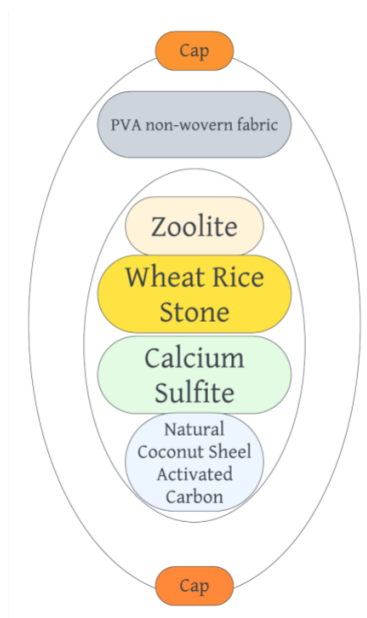 Cap
PVA non-wovern fabric
Zoolite
Wheat Rice
Stone
Calcium
Sulfite
Natural
Coconut Sheel
Activated
Carbon
Cap